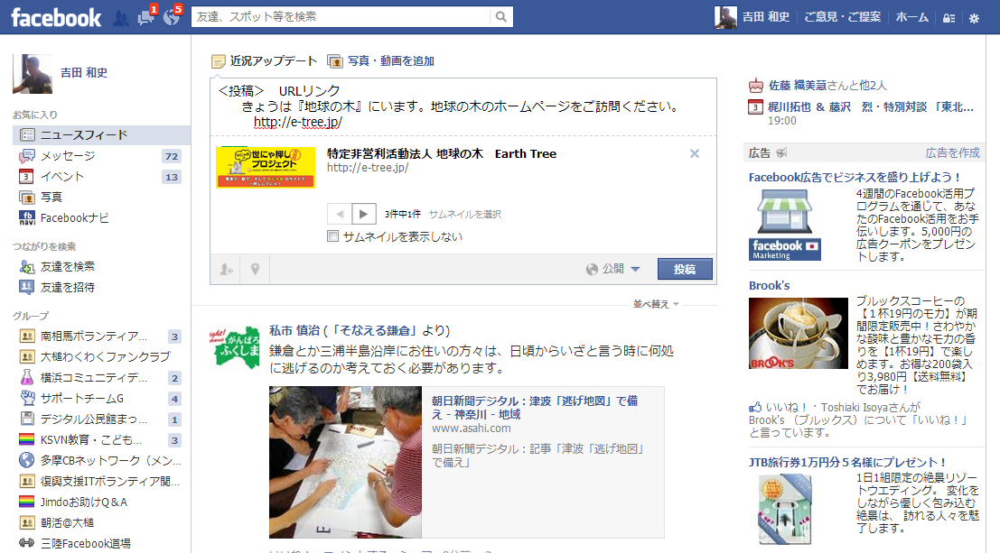 facebook
1
5
友達、スポット等を検索
吉田 和史
ご意見・ご提案
ホーム
吉田 和史
お気に入り
ニュースフィード
メッセージ 72
イベント 13
写真
Facebookナビ
つながりを検索
友達を検索
友達を招待
グループ
南相馬ボランティア... 3
大槌わくわくファンクラブ
横浜コミュニティデ... 2
サポートチームG 4
デジタル公民館まっ... 1
KSVN教育・こども... 3
多摩CBネットワーク（メン...
復興支援ITボランティア関...
Jimdoお助けQ＆A
朝活@大槌
三陸Facebook道場
近況アップデート
写真・動画を追加
＜投稿＞　URLリンク
きょうは『地球の木』にいます。地球の木のホームページをご訪問ください。
http://e-tree.jp/
世にゃ押し
プロジェクト
特定非営利活動法人 地球の木　Earth Tree
http://e-tree.jp/
3件中1件 サムネイルを選択
サムネイルを表示しない
公開
投稿
並べ替え
私市 慎治 (「そなえる鎌倉」より)
鎌倉とか三浦半島沿岸にお住いの方々は、日頃からいざと言う時に何処
に逃げるのか考えておく必要があります。
がんばろ
ふくしま
朝日新聞デジタル：津波「逃げ地図」で備
え - 神奈川 - 地域
www.asahi.com
朝日新聞デジタル：記事「津波「逃げ地図」
で備え」
佐藤 織美慧さんと他2人
3
梶川拓也 ＆ 藤沢　烈・特別対談 「東北...
19:00
広告
広告を作成
Facebook広告でビジネスを盛り上げよう！
facebook
Marketing
4週間のFacebook活用プ
ログラムを通じて、あな
たのFacebook活用をお手
伝いします。5,000円の
広告クーポンをプレゼン
トします。
Brook's
BROOK'S
ブルックスコーヒーの
【１杯19円のモカ】が期
間限定販売中！さわやか
な酸味と豊かなモカの香
りを【1杯19円】で楽し
めます。お得な200袋入
り3,980円【送料無料】
でお届け！
いいね！・Toshiaki Isoyaさんが
Brook's （ブルックス）について「いいね！」
と言っています。
JTB旅行券1万円分５名様にプレゼント！
1日1組限定の絶景リゾー
トウエディング。 変化を
しながら優しく包み込む
絶景は、 訪れる人々を魅
了します。